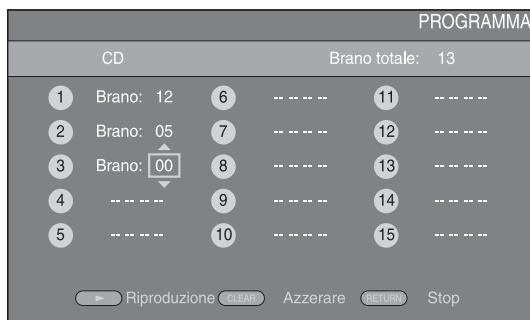 PROGRAMMA
CD Brano totale: 13
1 Brano: 12 6 -- -- -- -- 11 -- -- -- --
2 Brano: 05 7 -- -- -- -- 12 -- -- -- --
3 Brano: 00 8 -- -- -- -- 13 -- -- -- --
4 -- -- -- -- 9 -- -- -- -- 14 -- -- -- --
5 -- -- -- -- 10 -- -- -- -- 15 -- -- -- --
Riproduzione CLEAR Azzerare RETURN Stop